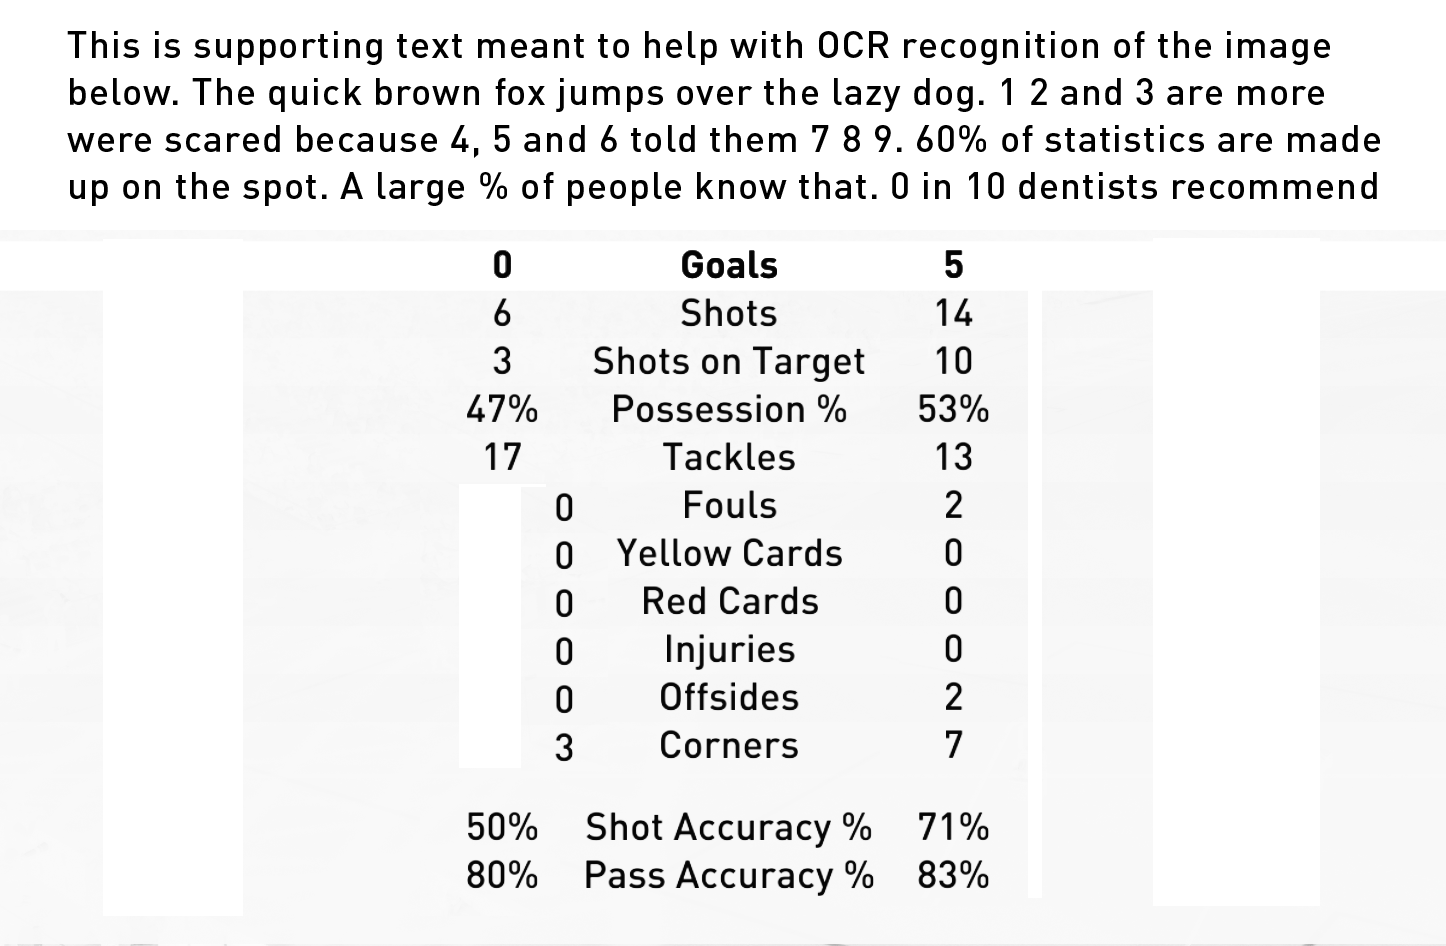 This is supporting text meant to help with OCR recognition of the image
below. The quick brown fox jumps over the lazy dog. 1 2 and 3 are more
were scared because 4, 5 and 6 told them 7 8 9. 60% of statistics are made
up on the spot. A large % of people know that. 0 in 10 dentists recommend
0 Goals 5
6 Shots 14
3 Shots on Target 10
47% Possession % 53%
17 Tackles 13
0 Fouls 2
0 Yellow Cards 0
0 Red Cards 0
0 Injuries 0
0 Offsides 2
3 Corners 7
50% Shot Accuracy % 71%
80% Pass Accuracy % 83%